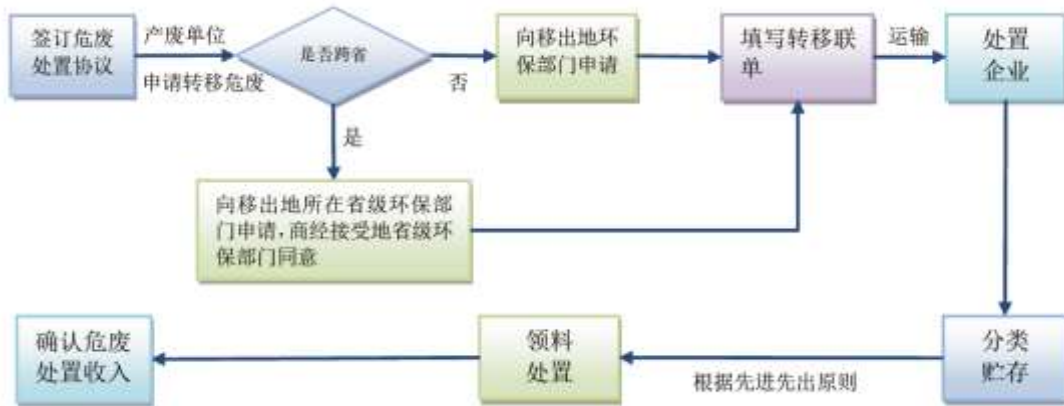 签订危废
处置协议
产废单位
申请转移危废
是否跨省
否
向移出地环
保部门申请
填写转移联
单
运输
处置
企业
是
向移出地所在省级环保部
门申请,商经接受地省级环
保部门同意
确认危废
处置收入
领料
处置
根据先进先出原则
分类
贮存